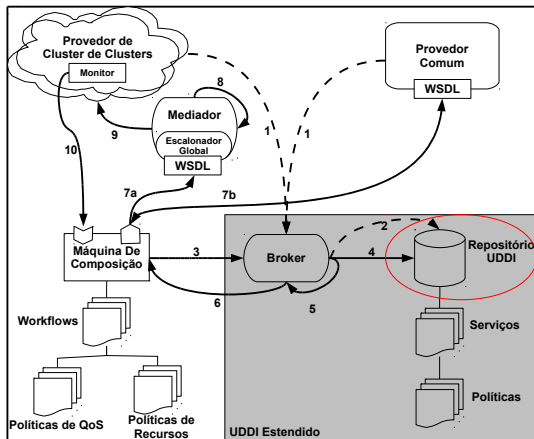 Provedor de
Cluster de Clusters
Monitor
Provedor
Comum
WSDL
8
Mediador
Escalonador
Global
WSDL
9
10
1
1
7a
7b
Máquina De
Composição
3
Broker
2
4
Repositório
UDDI
5
6
Workflows
Serviços
Políticas de QoS
Políticas de
Recursos
Políticas
UDDI Estendido